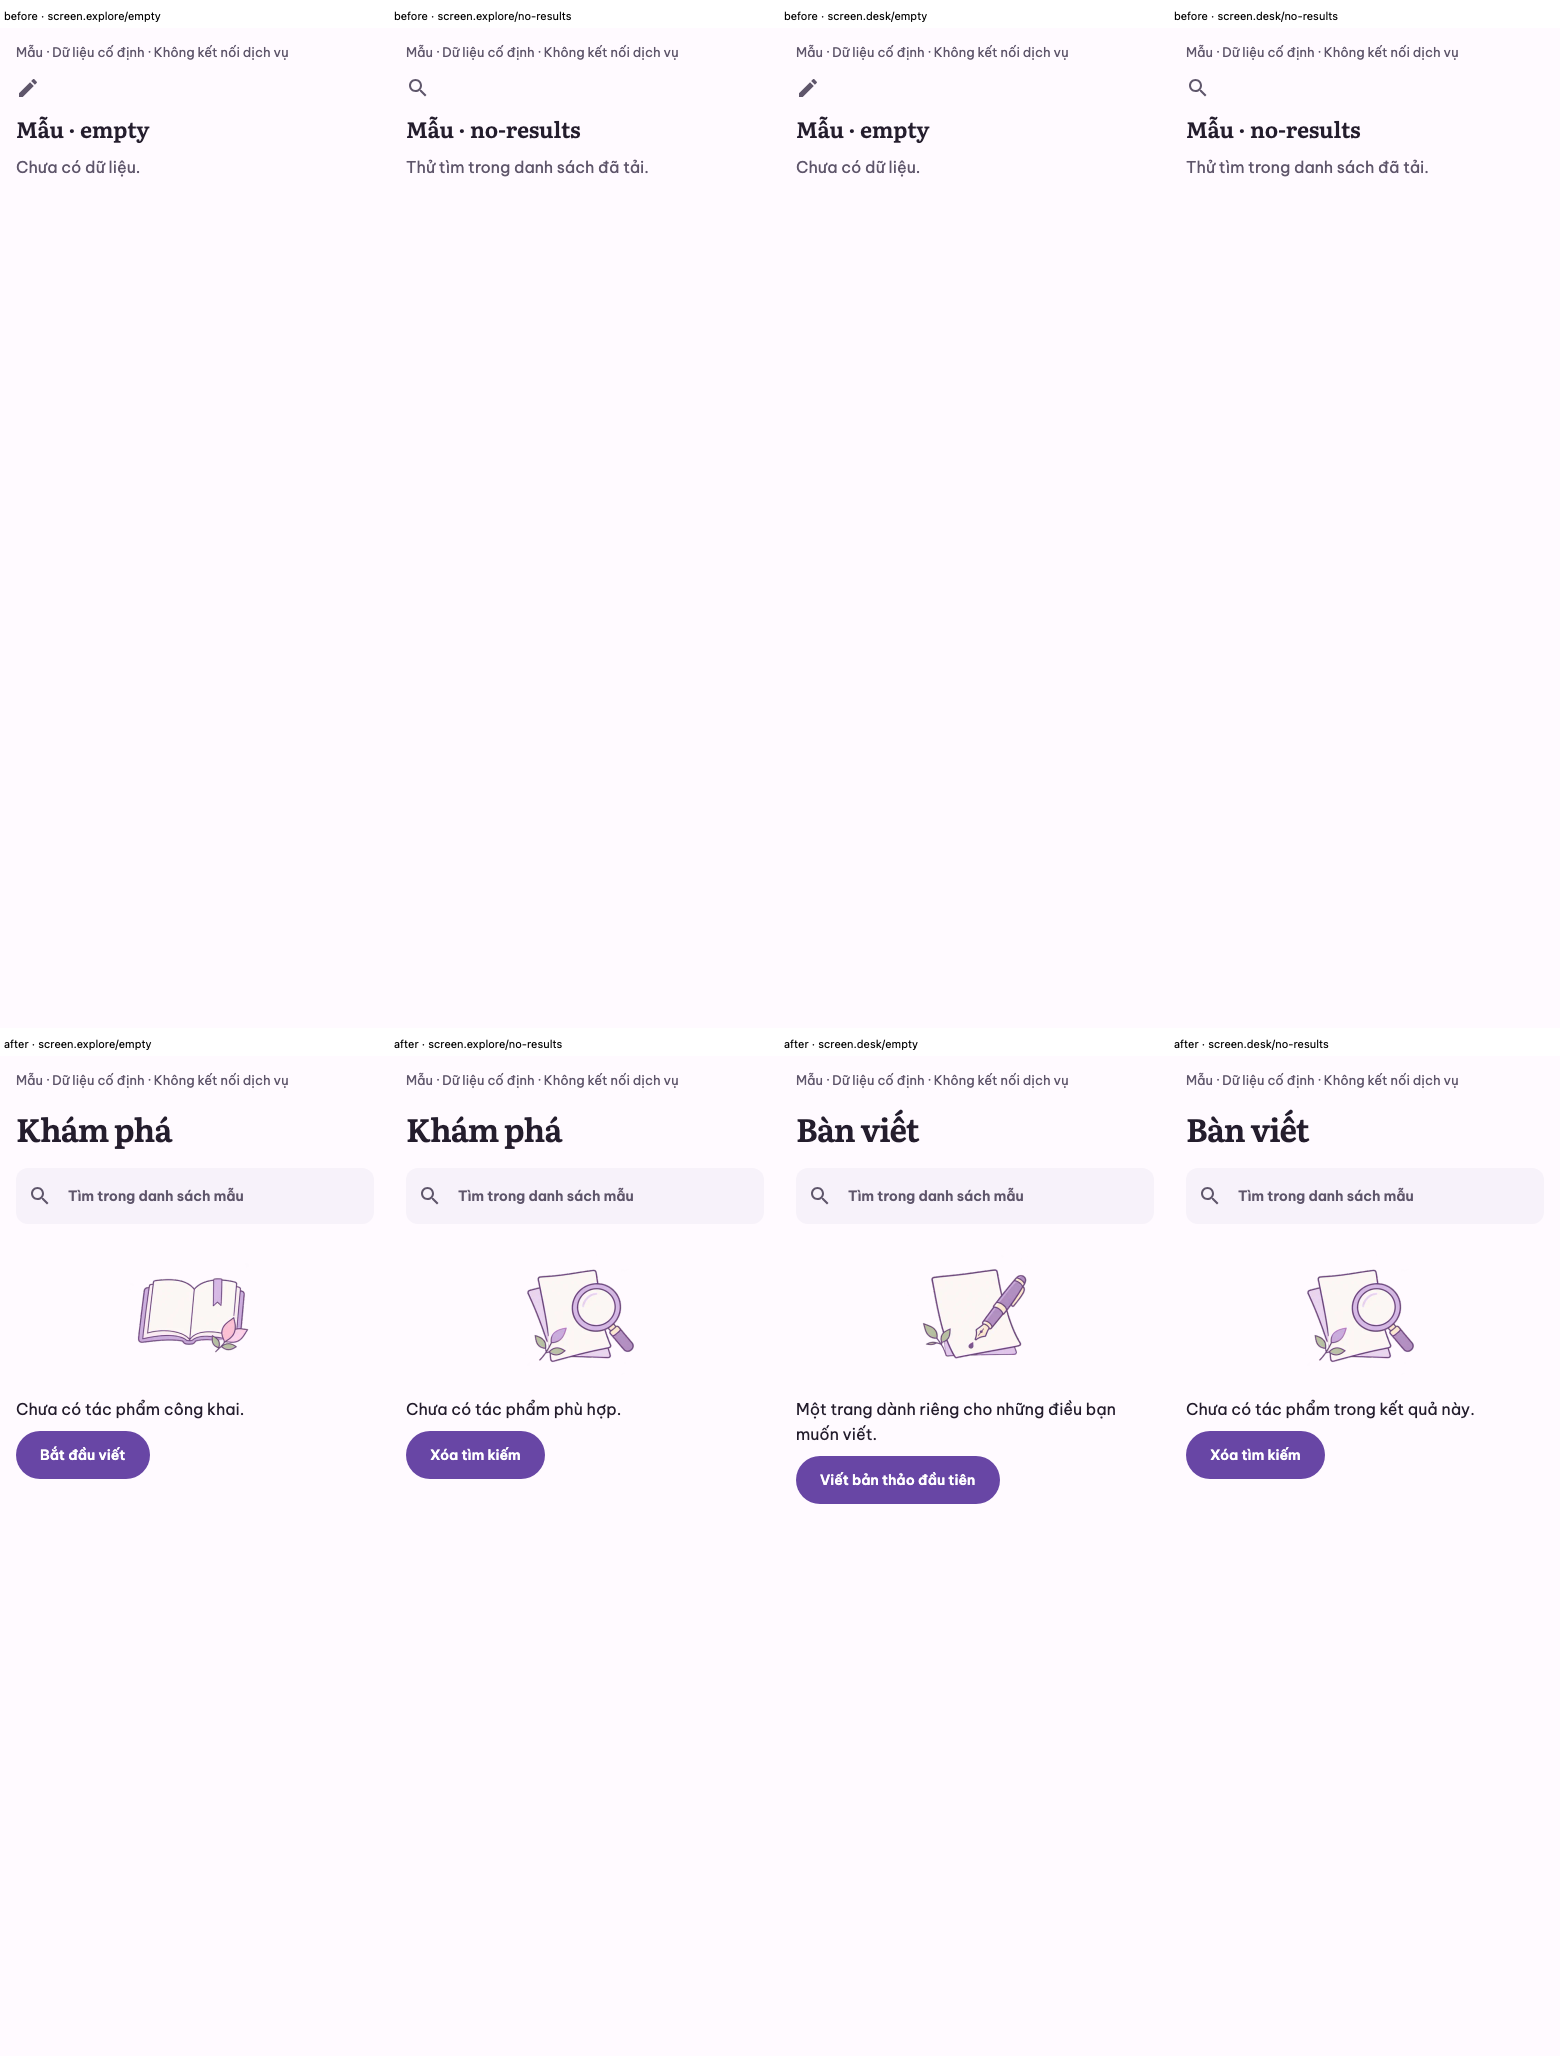 before · screen.explore/empty
Mẫu · Dữ liệu cố định · Không kết nối dịch vụ
Mẫu · empty
Chưa có dữ liệu.
before · screen.explore/no-results
Mẫu · Dữ liệu cố định · Không kết nối dịch vụ
Mẫu · no-results
Thử tìm trong danh sách đã tải.
before · screen.desk/empty
Mẫu · Dữ liệu cố định · Không kết nối dịch vụ
Mẫu · empty
Chưa có dữ liệu.
before · screen.desk/no-results
Mẫu · Dữ liệu cố định · Không kết nối dịch vụ
Mẫu · no-results
Thử tìm trong danh sách đã tải.
after · screen.explore/empty
Mẫu · Dữ liệu cố định · Không kết nối dịch vụ
Khám phá
Tìm trong danh sách mẫu
Chưa có tác phẩm công khai.
Bắt đầu viết
after · screen.explore/no-results
Mẫu · Dữ liệu cố định · Không kết nối dịch vụ
Khám phá
Tìm trong danh sách mẫu
Chưa có tác phẩm phù hợp.
Xóa tìm kiếm
after · screen.desk/empty
Mẫu · Dữ liệu cố định · Không kết nối dịch vụ
Bàn viết
Tìm trong danh sách mẫu
Một trang dành riêng cho những điều bạn
muốn viết.
Viết bản thảo đầu tiên
after · screen.desk/no-results
Mẫu · Dữ liệu cố định · Không kết nối dịch vụ
Bàn viết
Tìm trong danh sách mẫu
Chưa có tác phẩm trong kết quả này.
Xóa tìm kiếm